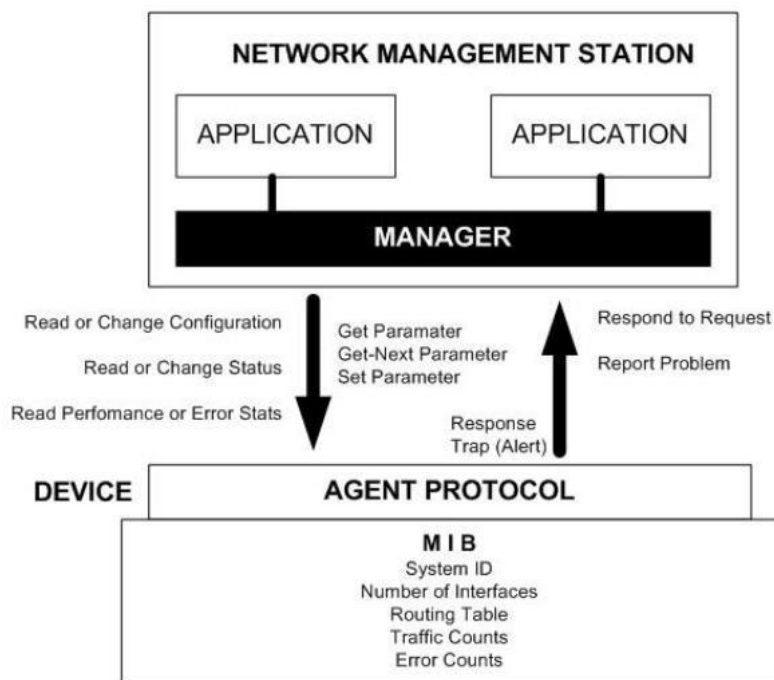 NETWORK MANAGEMENT STATION
APPLICATION
APPLICATION
MANAGER
Read or Change Configuration
Read or Change Status
Read Perfomance or Error Stats
Get Paramater
Get-Next Parameter
Set Parameter
Respond to Request
Report Problem
Response
Trap (Alert)
DEVICE
AGENT PROTOCOL
M I B
System ID
Number of Interfaces
Routing Table
Traffic Counts
Error Counts